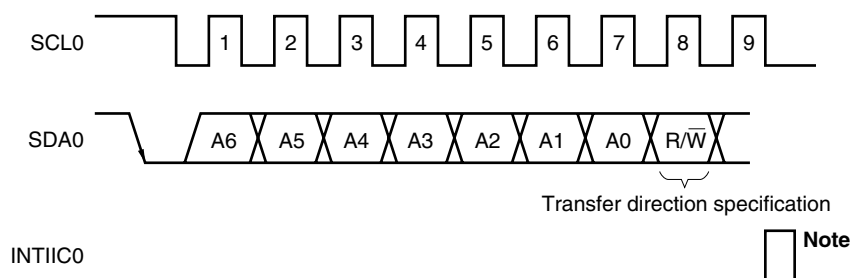 SCL0 1 2 3 4 5 6 7 8 9
SDA0 A6 A5 A4 A3 A2 A1 A0 R/W̅
Transfer direction specification
INTIIC0 Note